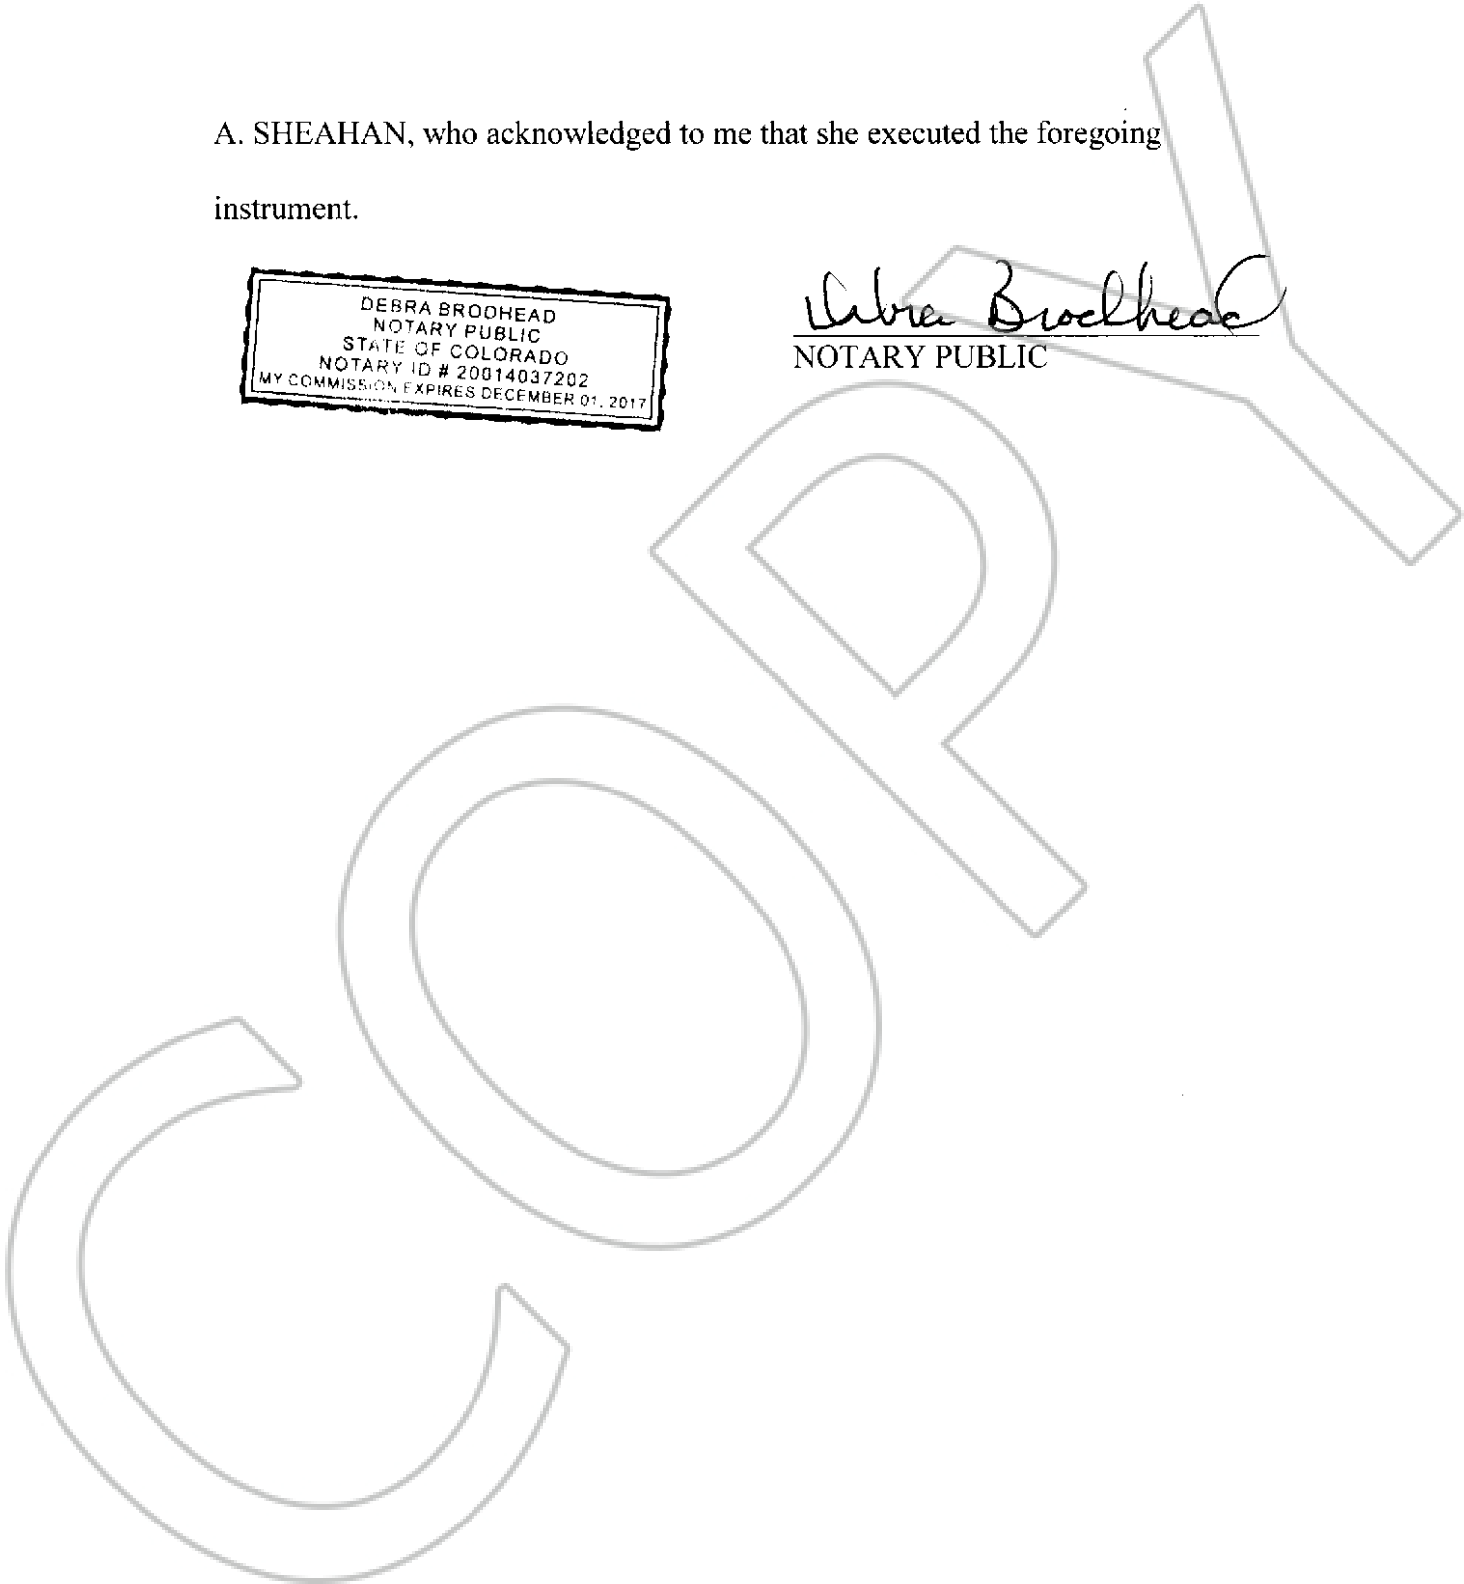 A. SHEAHAN, who acknowledged to me that she executed the foregoing
instrument.
DEBRA BRODHEAD
NOTARY PUBLIC
STATE OF COLORADO
NOTARY ID # 20014037202
MY COMMISSION EXPIRES DECEMBER 01, 2017
Debra Brodhead
NOTARY PUBLIC
COPY